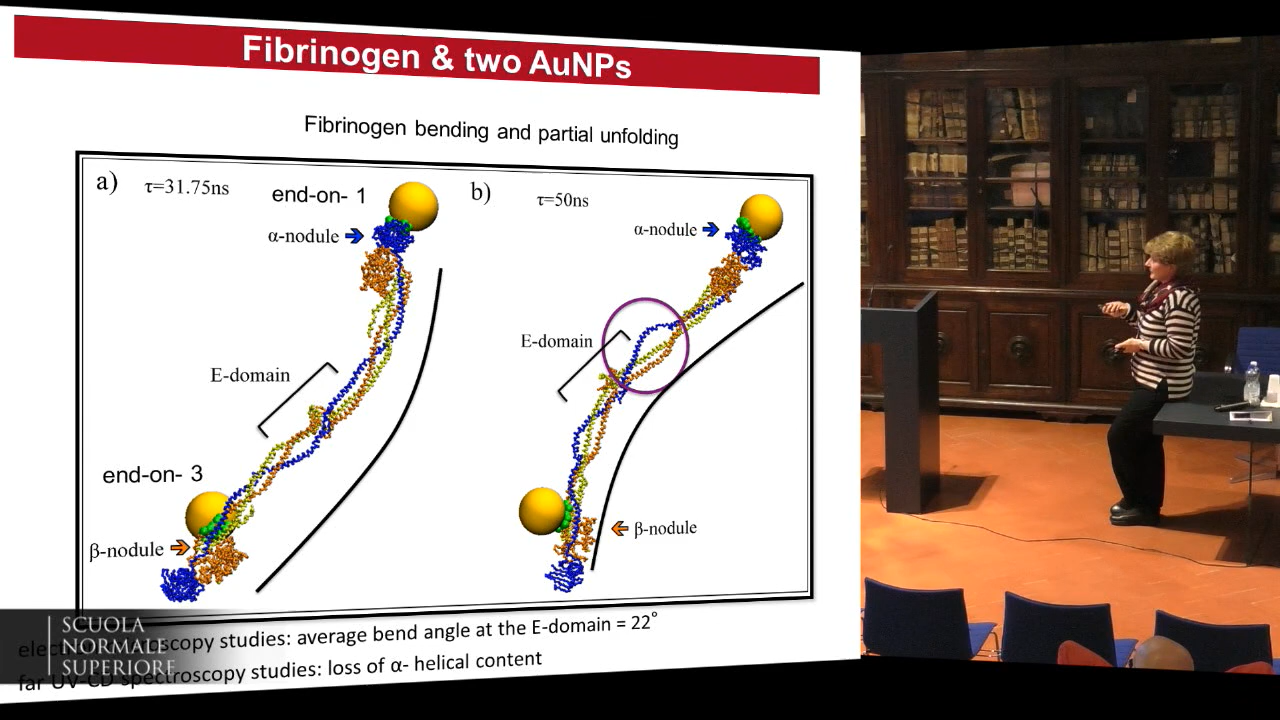 Fibrinogen & two AuNPs
Fibrinogen bending and partial unfolding
a)
τ=31.75ns
end-on- 1
α-nodule
E-domain
end-on- 3
β-nodule
b)
τ=50ns
α-nodule
E-domain
β-nodule
studies: average bend angle at the E-domain = 22°
far UV-CD spectroscopy studies: loss of α- helical content
SCUOLA
NORMALE
SUPERIORE